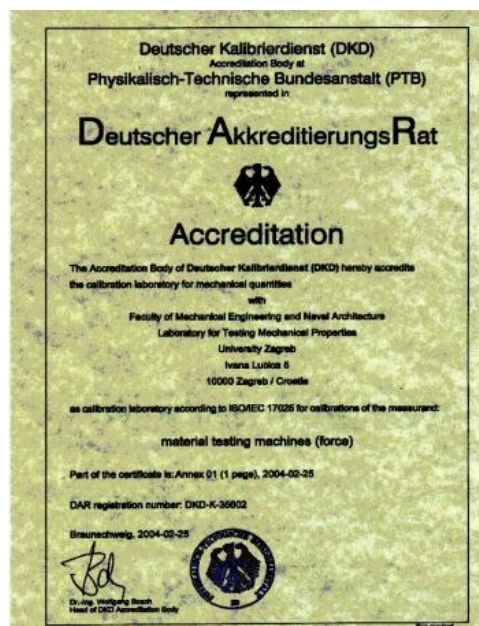 Deutscher Kalibrierdienst (DKD)
Accreditation Body at
Physikalisch-Technische Bundesanstalt (PTB)
represented in
Deutscher AkkreditierungsRat
Accreditation
The Accreditation Body of Deutscher Kalibrierdienst (DKD) hereby accredits
the calibration laboratory for mechanical quantities
with
Faculty of Mechanical Engineering and Naval Architecture
Laboratory for Testing Mechanical Properties
University Zagreb
Ivana Lucica 5
10000 Zagreb / Croatia
as calibration laboratory according to ISO/IEC 17025 for calibrations of the measurand:
material testing machines (force)
Part of the certificate is: Annex 01 (1 page), 2004-02-25
DAR registration number: DKD-K-35602
Braunschweig, 2004-02-25
Dr.-Ing. Wolfgang Bosch
Head of DKD Accreditation Body